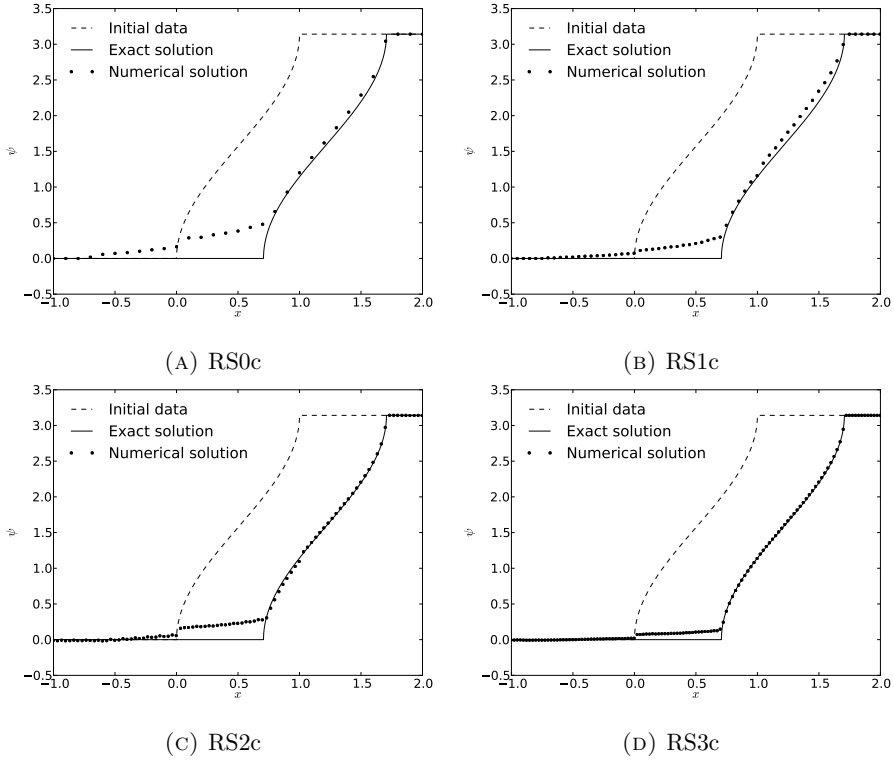 3.5
3.0
2.5
2.0
1.5
1.0
0.5
0.0
−0.5
ψ
Initial data
Exact solution
Numerical solution
−1.0 −0.5 0.0 0.5 1.0 1.5 2.0
x
(A) RS0c
3.5
3.0
2.5
2.0
1.5
1.0
0.5
0.0
−0.5
ψ
Initial data
Exact solution
Numerical solution
−1.0 −0.5 0.0 0.5 1.0 1.5 2.0
x
(B) RS1c
3.5
3.0
2.5
2.0
1.5
1.0
0.5
0.0
−0.5
ψ
Initial data
Exact solution
Numerical solution
−1.0 −0.5 0.0 0.5 1.0 1.5 2.0
x
(C) RS2c
3.5
3.0
2.5
2.0
1.5
1.0
0.5
0.0
−0.5
ψ
Initial data
Exact solution
Numerical solution
−1.0 −0.5 0.0 0.5 1.0 1.5 2.0
x
(D) RS3c